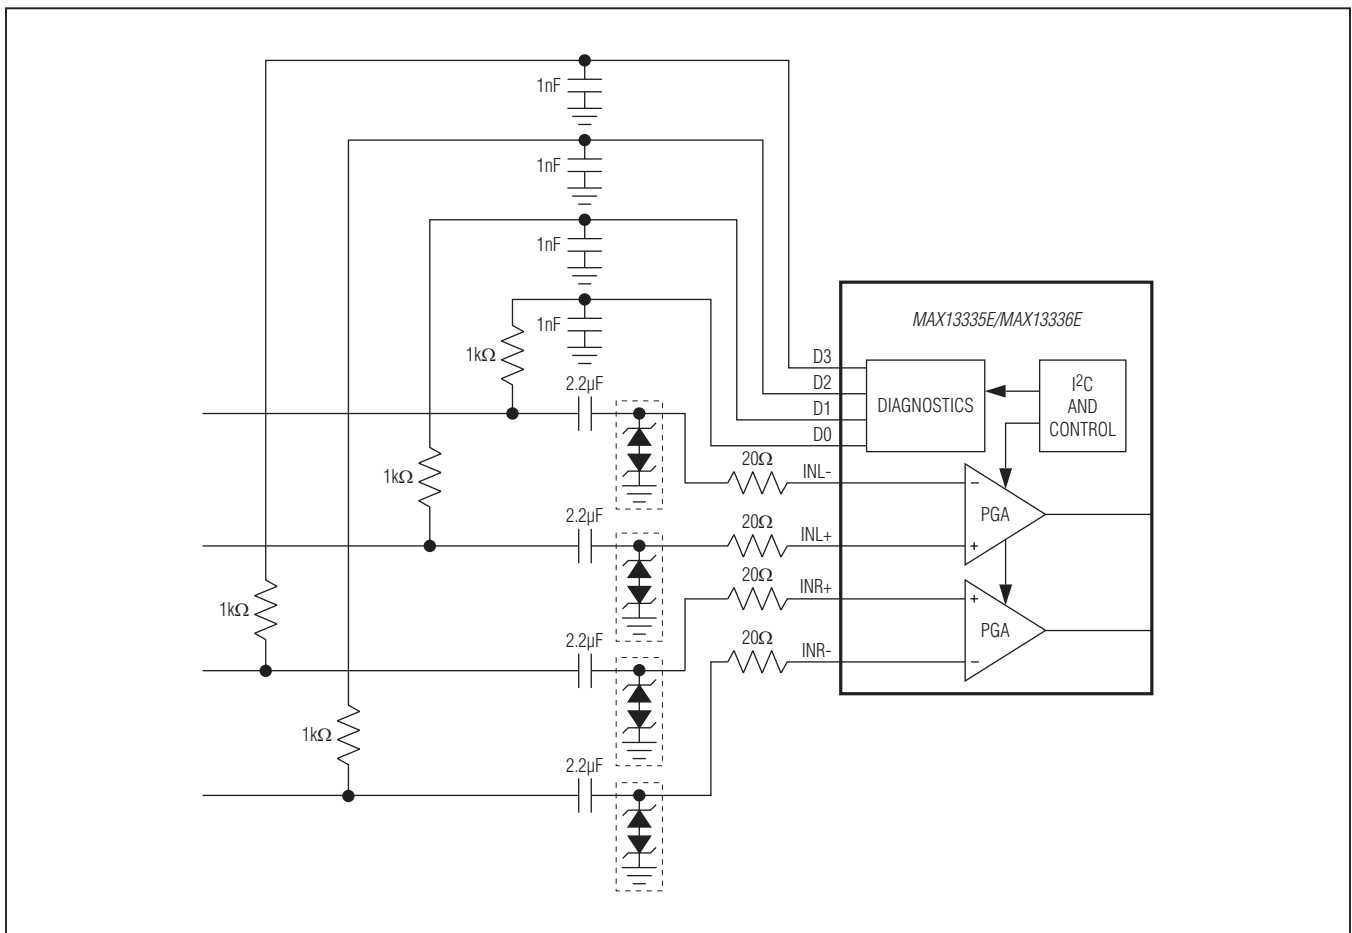 1nF
1nF
1nF
1nF
MAX13335E/MAX13336E
1kΩ
D3
D2
D1
D0
DIAGNOSTICS
I²C
AND
CONTROL
2.2µF
20Ω
INL-
−
PGA
+
1kΩ
2.2µF
20Ω
INL+
20Ω
INR+
+
PGA
−
1kΩ
2.2µF
20Ω
INR-
1kΩ
2.2µF